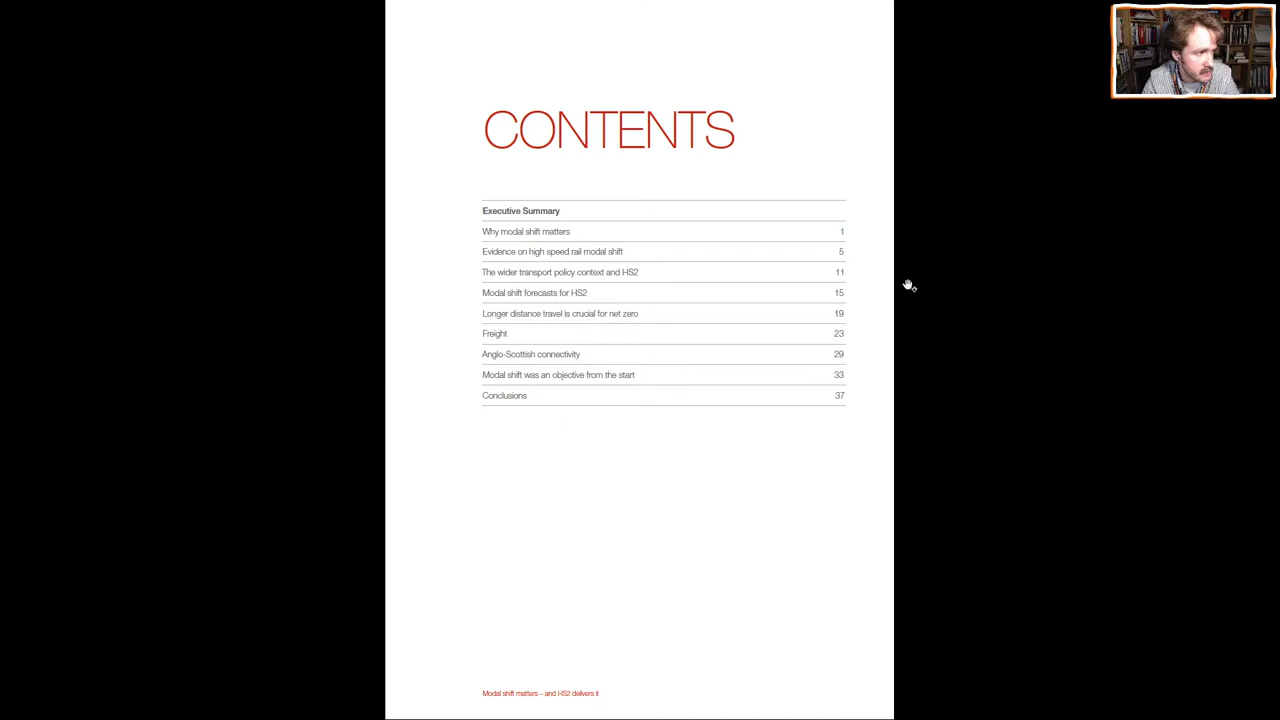 CONTENTS
Executive Summary
Why modal shift matters 1
Evidence on high speed rail modal shift 5
The wider transport policy context and HS2 11
Modal shift forecasts for HS2 15
Longer distance travel is crucial for net zero 19
Freight 23
Anglo-Scottish connectivity 29
Modal shift was an objective from the start 33
Conclusions 37
Modal shift matters – and HS2 delivers it